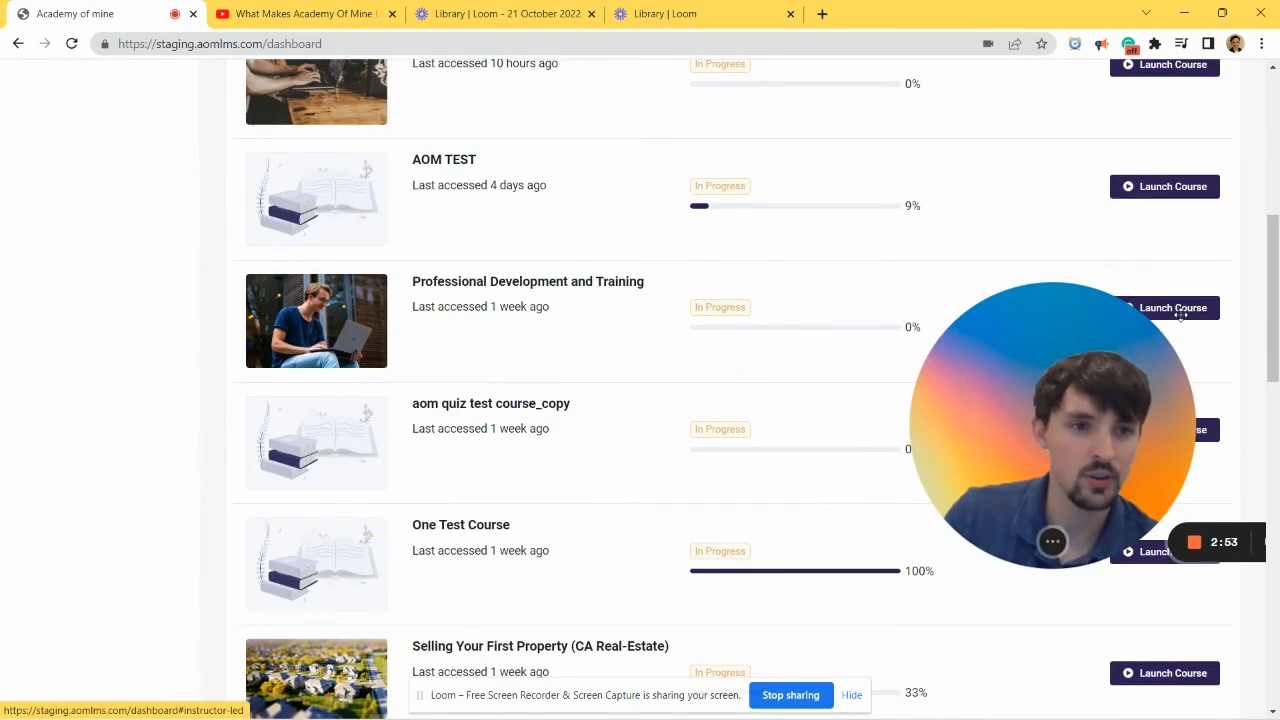 Academy of mine
What Makes Academy Of Mine U
Library | Loom - 21 October 2022
Library | Loom
https://staging.aomlms.com/dashboard
off
Last accessed 10 hours ago
In Progress
0%
Launch Course
AOM TEST
Last accessed 4 days ago
In Progress
9%
Launch Course
Professional Development and Training
Last accessed 1 week ago
In Progress
0%
Launch Course
aom quiz test course_copy
Last accessed 1 week ago
In Progress
0
se
One Test Course
Last accessed 1 week ago
In Progress
100%
Launch
2:53
Selling Your First Property (CA Real-Estate)
Last accessed 1 week ago
In Progress
33%
Launch Course
Loom – Free Screen Recorder & Screen Capture is sharing your screen.
Stop sharing
Hide
https://staging.aomlms.com/dashboard#instructor-led